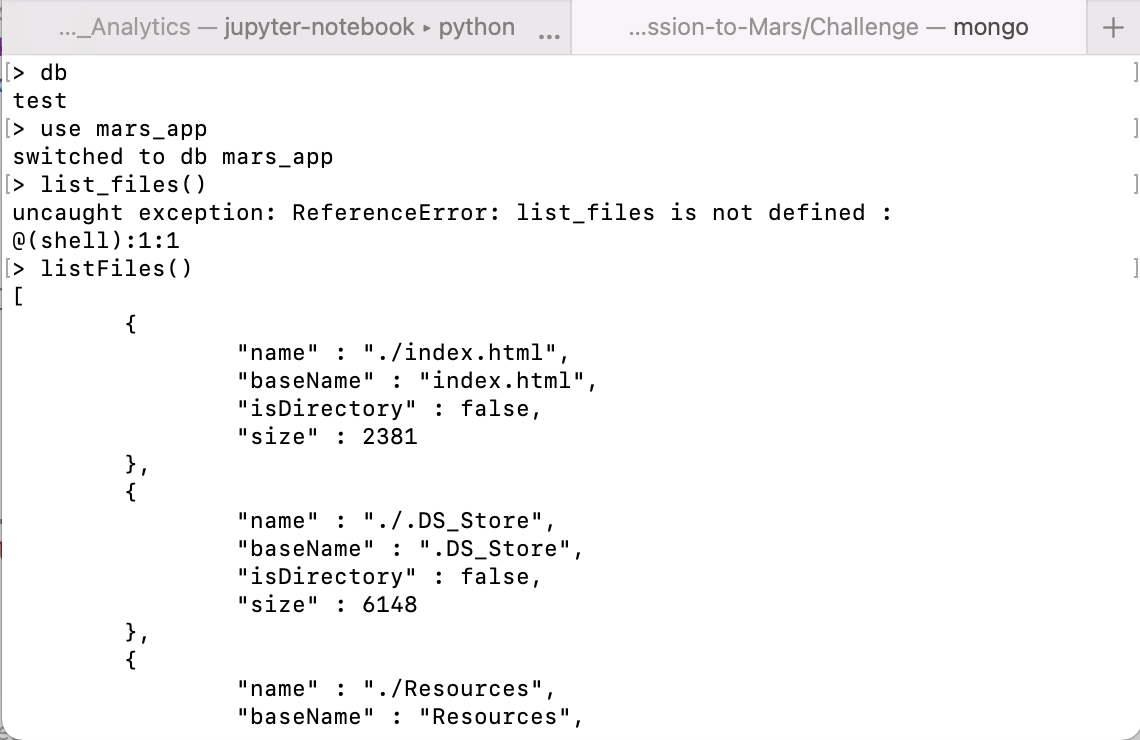 ..._Analytics — jupyter-notebook ▸ python ...
...ssion-to-Mars/Challenge — mongo +
[> db ]
test
[> use mars_app ]
switched to db mars_app
[> list_files() ]
uncaught exception: ReferenceError: list_files is not defined :
@(shell):1:1
[> listFiles() ]
[
{
"name" : "./index.html",
"baseName" : "index.html",
"isDirectory" : false,
"size" : 2381
},
{
"name" : "./.DS_Store",
"baseName" : ".DS_Store",
"isDirectory" : false,
"size" : 6148
},
{
"name" : "./Resources",
"baseName" : "Resources",